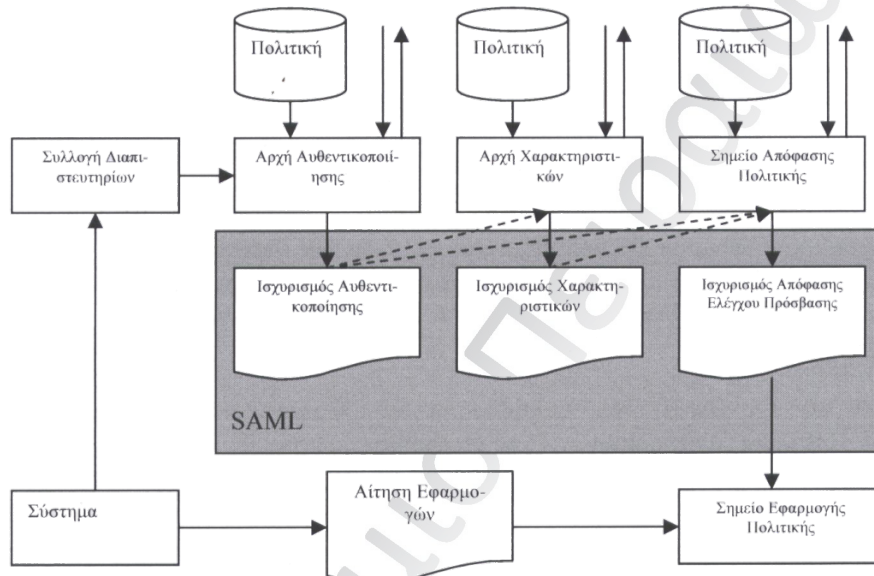 Πολιτική
Πολιτική
Πολιτική
Συλλογή Διαπι-
στευτηρίων
Αρχή Αυθεντικοποί-
ησης
Αρχή Χαρακτηριστι-
κών
Σημείο Απόφασης
Πολιτικής
Ισχυρισμός Αυθεντι-
κοποίησης
Ισχυρισμός Χαρακτη-
ριστικών
Ισχυρισμός Απόφασης
Ελέγχου Πρόσβασης
SAML
Σύστημα
Αίτηση Εφαρμο-
γών
Σημείο Εφαρμογής
Πολιτικής